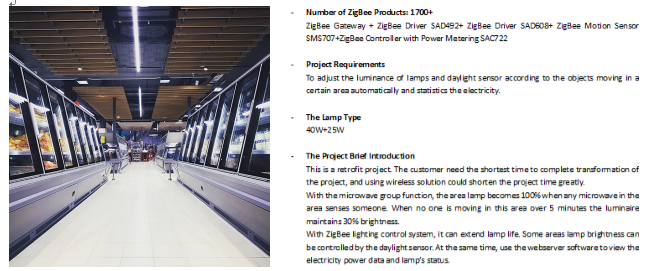 - Number of ZigBee Products: 1700+
ZigBee Gateway + ZigBee Driver SAD492+ ZigBee Driver SAD608+ ZigBee Motion Sensor
SMS707+ZigBee Controller with Power Metering SAC722
- Project Requirements
To adjust the luminance of lamps and daylight sensor according to the objects moving in a
certain area automatically and statistics the electricity.
- The Lamp Type
40W+25W
- The Project Brief Introduction
This is a retrofit project. The customer need the shortest time to complete transformation of
the project, and using wireless solution could shorten the project time greatly.
With the microwave group function, the area lamp becomes 100% when any microwave in the
area senses someone. When no one is moving in this area over 5 minutes the luminaire
maintains 30% brightness.
With ZigBee lighting control system, it can extend lamp life. Some areas lamp brightness can
be controlled by the daylight sensor. At the same time, use the webserver software to view the
electricity power data and lamp's status.